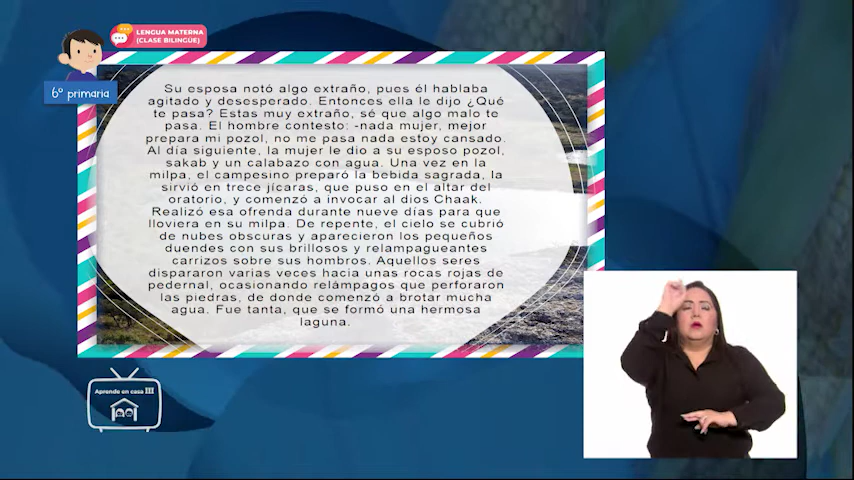 LENGUA MATERNA
(CLASE BILINGÜE)
6º primaria
Su esposa notó algo extraño, pues él hablaba
agitado y desesperado. Entonces ella le dijo ¿Qué
te pasa? Estas muy extraño, sé que algo malo te
pasa. El hombre contesto: -nada mujer, mejor
prepara mi pozol, no me pasa nada estoy cansado.
Al día siguiente, la mujer le dio a su esposo pozol,
sakab y un calabazo con agua. Una vez en la
milpa, el campesino preparó la bebida sagrada, la
sirvió en trece jícaras, que puso en el altar del
oratorio, y comenzó a invocar al dios Chaak.
Realizó esa ofrenda durante nueve días para que
lloviera en su milpa. De repente, el cielo se cubrió
de nubes obscuras y aparecieron los pequeños
duendes con sus brillosos y relampagueantes
carrizos sobre sus hombros. Aquellos seres
dispararon varias veces hacia unas rocas rojas de
pedernal, ocasionando relámpagos que perforaron
las piedras, de donde comenzó a brotar mucha
agua. Fue tanta, que se formó una hermosa
laguna.
Aprende en casa III